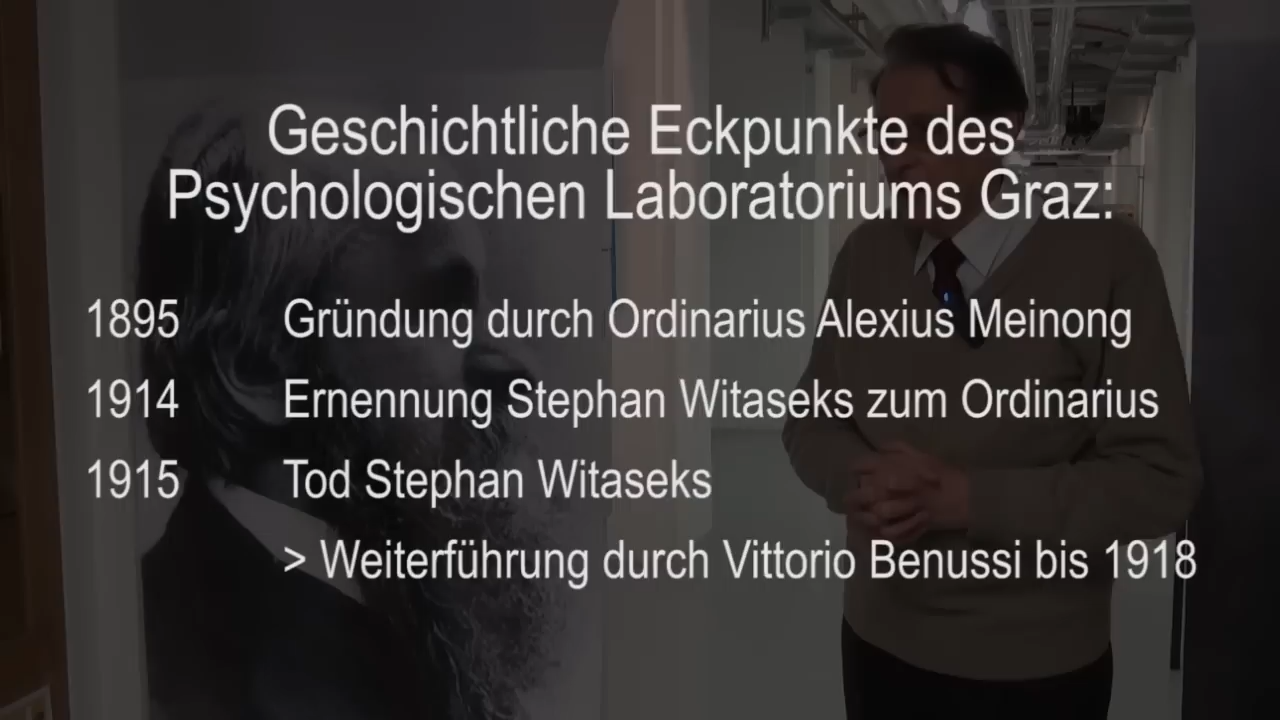 Geschichtliche Eckpunkte des
Psychologischen Laboratoriums Graz:
1895 Gründung durch Ordinarius Alexius Meinong
1914 Ernennung Stephan Witaseks zum Ordinarius
1915 Tod Stephan Witaseks
> Weiterführung durch Vittorio Benussi bis 1918